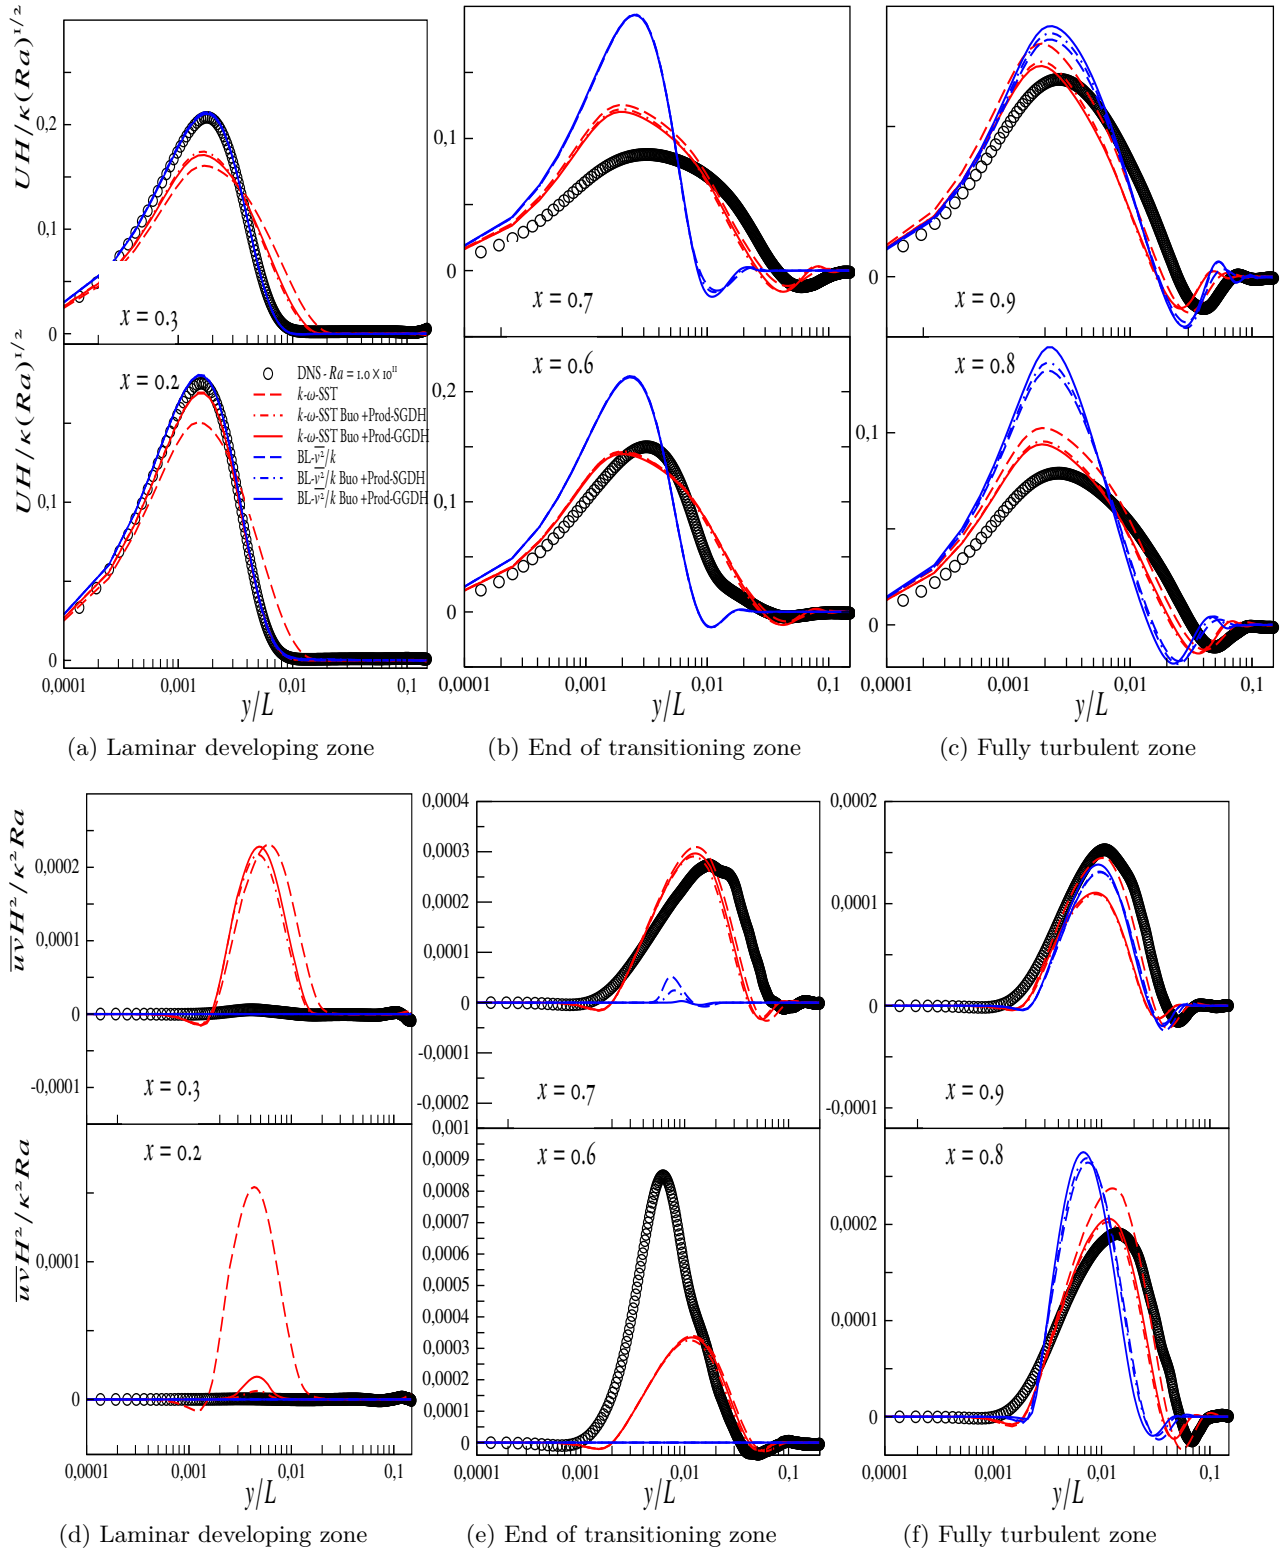 UH/κ(Ra)^1/2
0,2
0,1
0
x = 0.3
0,1
0
x = 0.7
0
x = 0.9
UH/κ(Ra)^1/2
0,1
0
x = 0.2
DNS - Ra = 1.0 × 10^11
k-ω-SST
k-ω-SST Buo +Prod-SGDH
k-ω-SST Buo +Prod-GGDH
BL-v²/k
BL-v²/k Buo +Prod-SGDH
BL-v²/k Buo +Prod-GGDH
0,2
0,1
0
x = 0.6
0,1
0
x = 0.8
0,0001 0,001 0,01 0,1
0,0001 0,001 0,01 0,1
0,0001 0,001 0,01 0,1
y/L
y/L
y/L
(a) Laminar developing zone
(b) End of transitioning zone
(c) Fully turbulent zone
uvH²/κ²Ra
0,0002
0,0001
0
-0,0001
x = 0.3
0,0004
0,0003
0,0002
0,0001
0,000
-0,0001
-0,0002
x = 0.7
0,0002
0,0001
0
-0,0001
x = 0.9
uvH²/κ²Ra
0,0001
0
x = 0.2
0,001
0,0009
0,0008
0,0007
0,0006
0,0005
0,0004
0,0003
0,0002
0,0001
0,000
x = 0.6
0,0002
0,0001
0
x = 0.8
0,0001 0,001 0,01 0,1
0,0001 0,001 0,01 0,1
0,0001 0,001 0,01 0,1
y/L
y/L
y/L
(d) Laminar developing zone
(e) End of transitioning zone
(f) Fully turbulent zone